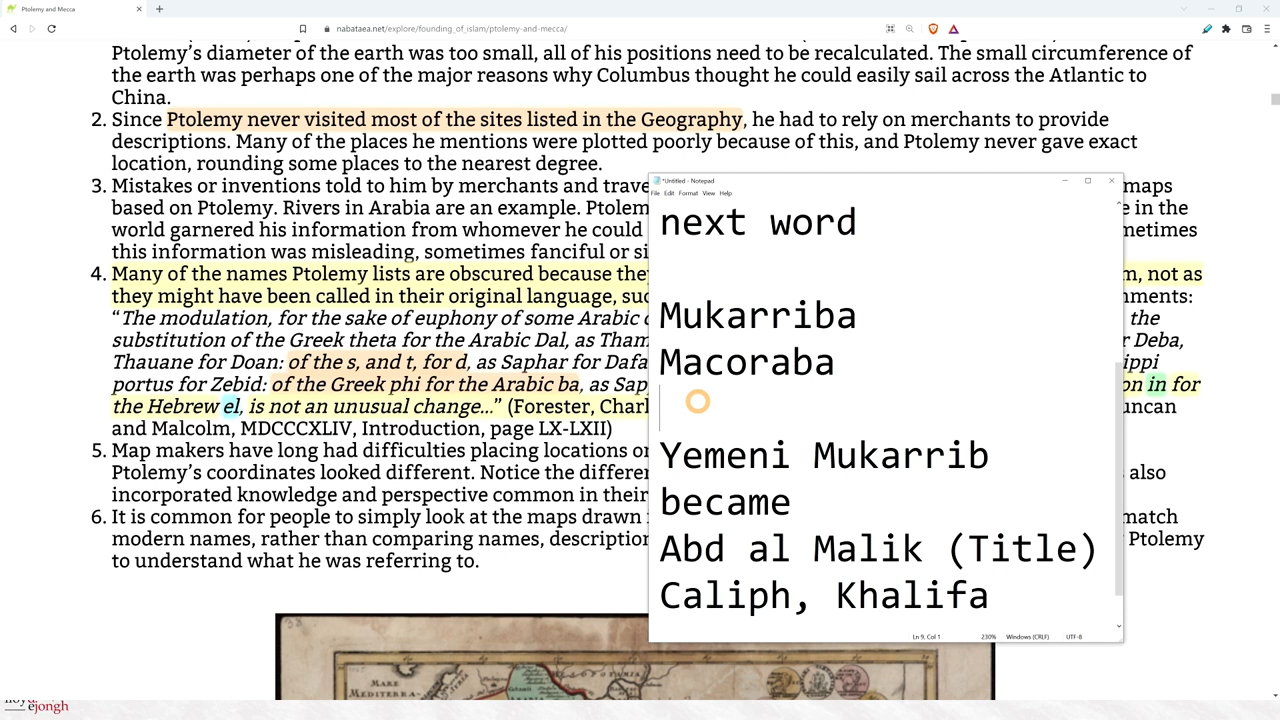 Ptolemy and Mecca
nabataea.net/explore/founding_of_islam/ptolemy-and-mecca/
Ptolemy's diameter of the earth was too small, all of his positions need to be recalculated. The small circumference of
the earth was perhaps one of the major reasons why Columbus thought he could easily sail across the Atlantic to
China.
2. Since Ptolemy never visited most of the sites listed in the Geography, he had to rely on merchants to provide
descriptions. Many of the places he mentions were plotted poorly because of this, and Ptolemy never gave exact
location, rounding some places to the nearest degree.
3. Mistakes or inventions told to him by merchants and trave maps
based on Ptolemy. Rivers in Arabia are an example. Ptolem e in the
world garnered his information from whomever he could metimes
this information was misleading, sometimes fanciful or si
4. Many of the names Ptolemy lists are obscured because they m, not as
they might have been called in their original language, suc nments:
"The modulation, for the sake of euphony of some Arabic c the
substitution of the Greek theta for the Arabic Dal, as Tham r Deba,
Thauane for Doan: of the s, and t, for d, as Saphar for Dafa ippi
portus for Zebid: of the Greek phi for the Arabic ba, as Sap on in for
the Hebrew el, is not an unusual change..." (Forester, Charl uncan
and Malcolm, MDCCCXLIV, Introduction, page LX-LXII)
5. Map makers have long had difficulties placing locations or
Ptolemy's coordinates looked different. Notice the differen also
incorporated knowledge and perspective common in their
6. It is common for people to simply look at the maps drawn match
modern names, rather than comparing names, description Ptolemy
to understand what he was referring to.
*Untitled - Notepad
File Edit Format View Help
next word
Mukarriba
Macoraba
Yemeni Mukarrib
became
Abd al Malik (Title)
Caliph, Khalifa
Ln 9, Col 1 230% Windows (CRLF) UTF-8
MARE
MEDITERRA
ejongh